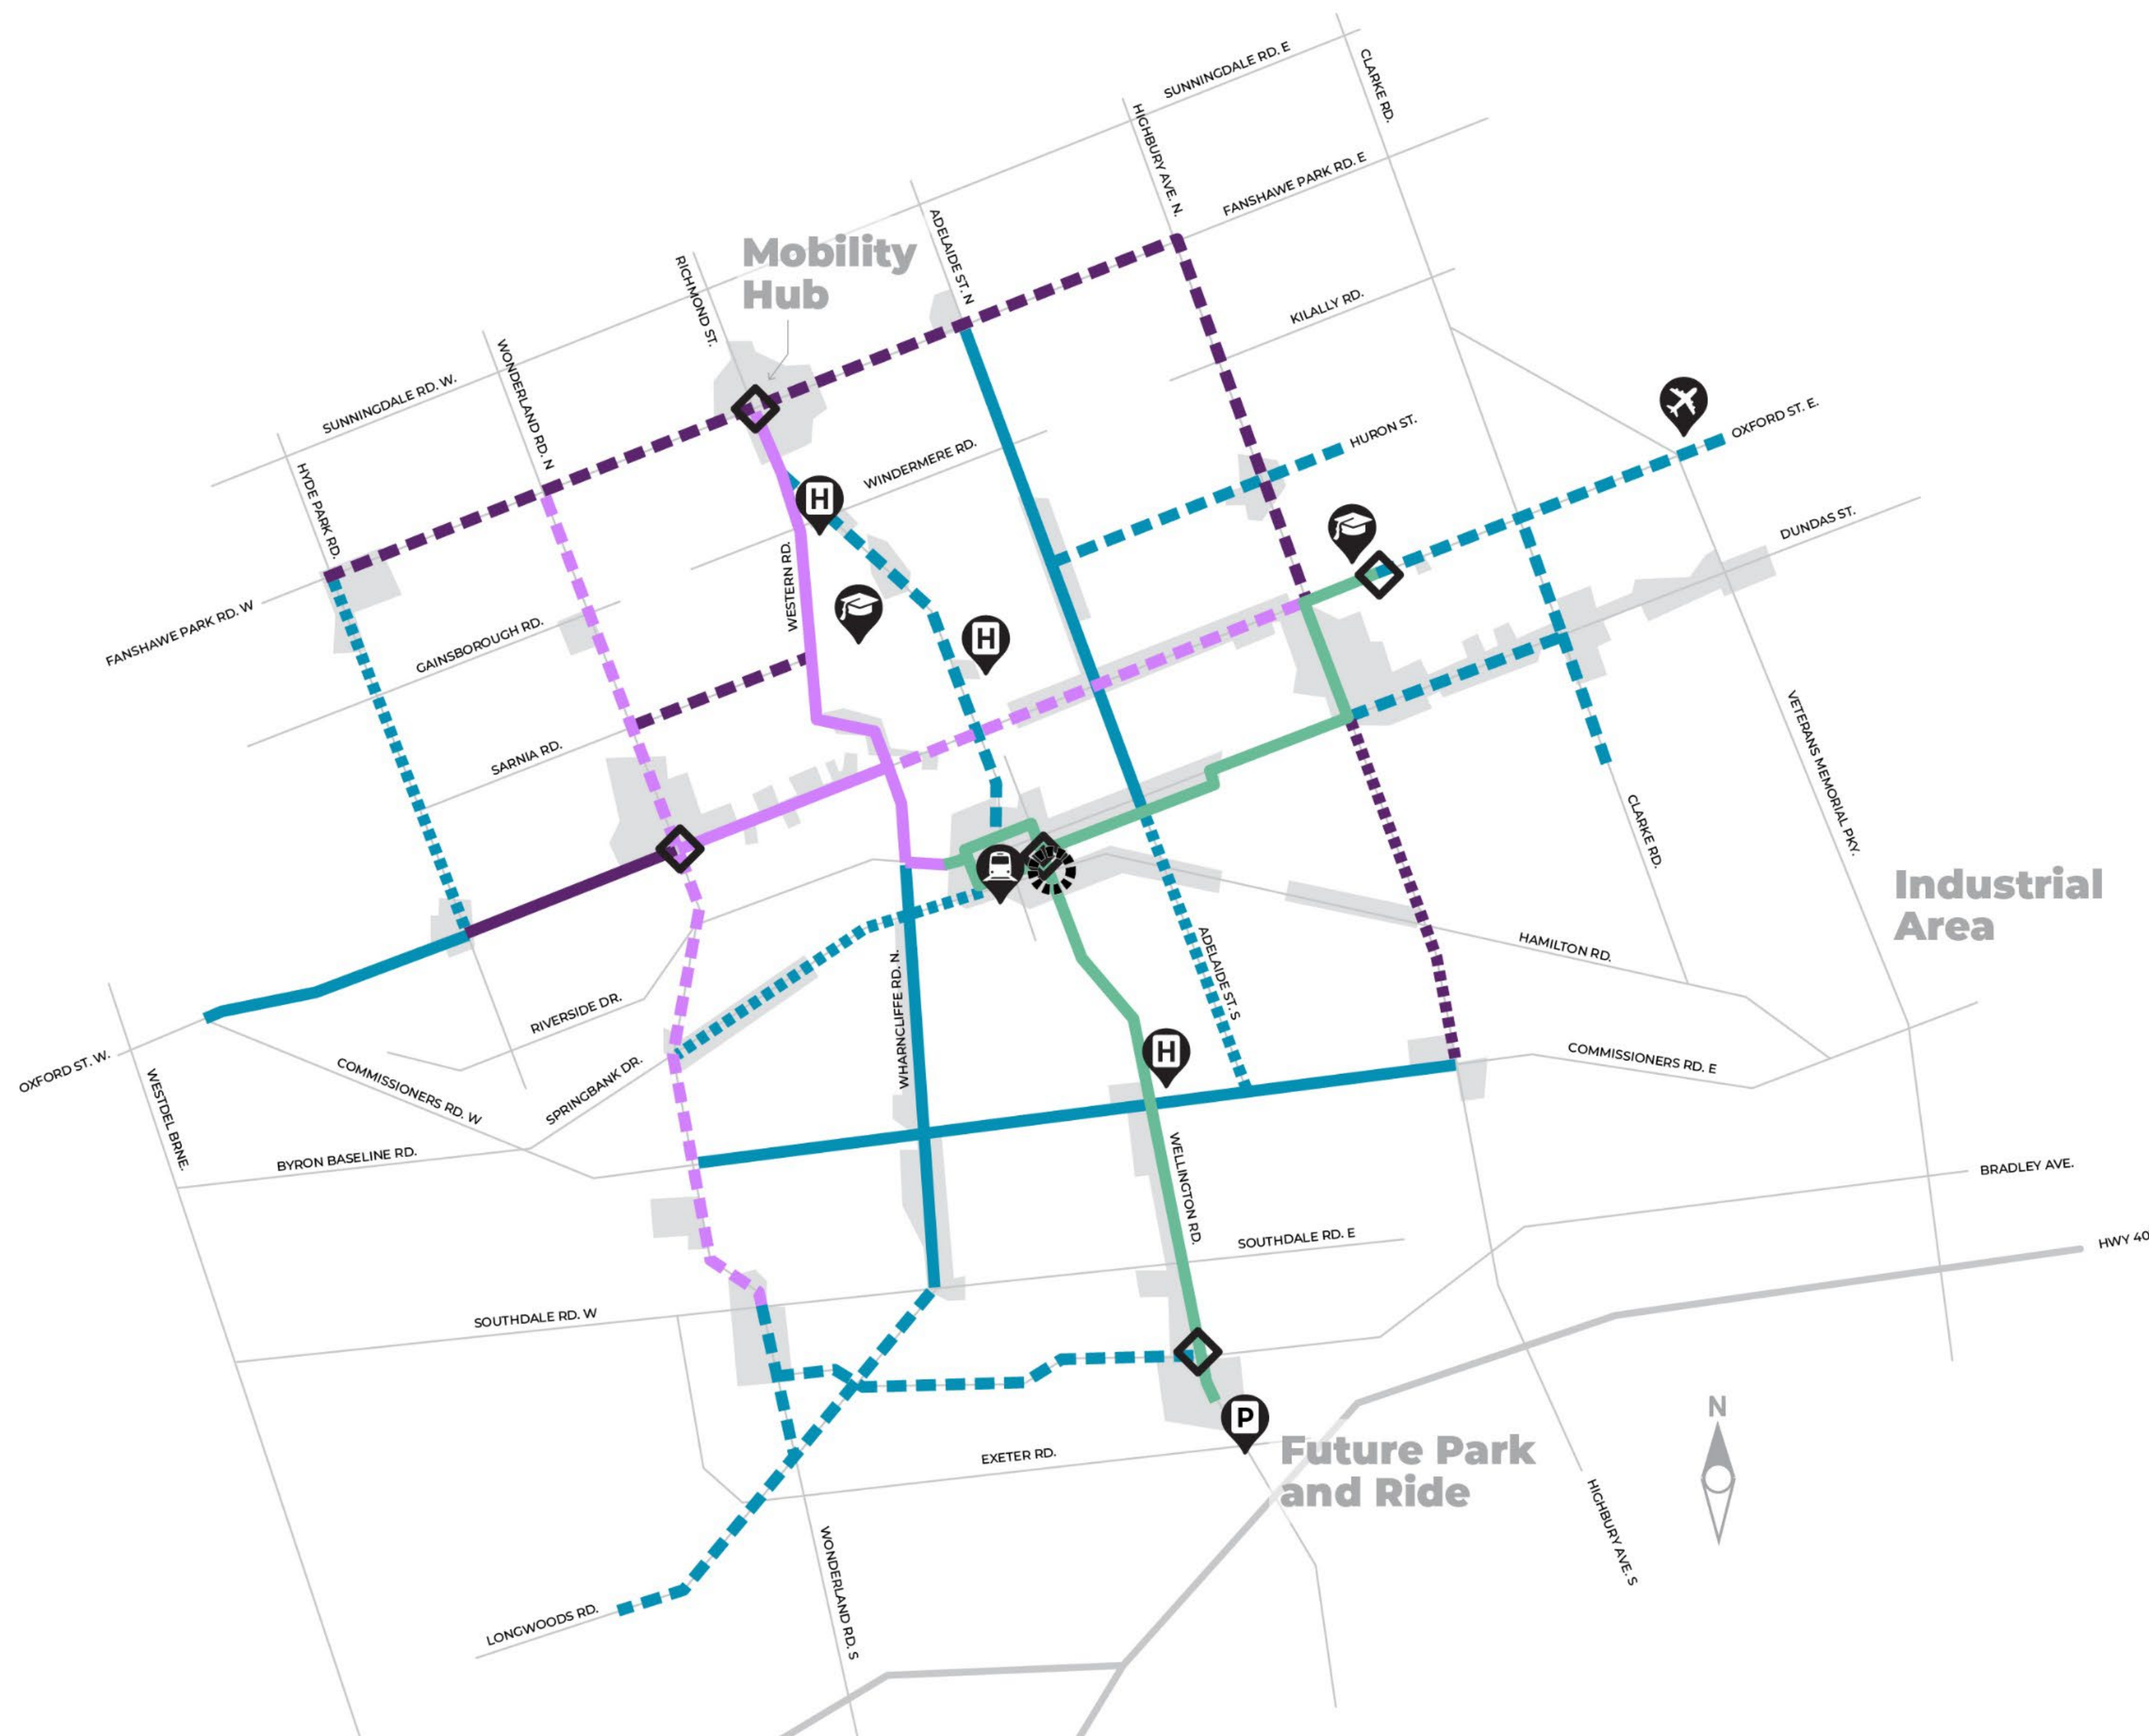 SUNNINGDALE RD. E
CLARKE RD.
HIGHBURY AVE. N.
FANSHAWE PARK RD. E
ADELAIDE ST. N
Mobility
Hub
RICHMOND ST.
KILALLY RD.
WONDERLAND RD. N
SUNNINGDALE RD. W.
HURON ST.
OXFORD ST. E.
WINDERMERE RD.
HYDE PARK RD.
H
DUNDAS ST.
WESTERN RD.
FANSHAWE PARK RD. W
GAINSBOROUGH RD.
H
SARNIA RD.
VETERANS MEMORIAL PKY.
CLARKE RD.
Industrial
Area
HAMILTON RD.
ADELAIDE ST. S
WHARNCLIFFE RD. N.
RIVERSIDE DR.
H
OXFORD ST. W.
COMMISSIONERS RD. W
SPRINGBANK DR.
COMMISSIONERS RD. E
WESTDEL BRNE.
BYRON BASELINE RD.
WELLINGTON RD.
BRADLEY AVE.
SOUTHDALE RD. E
HWY 40
SOUTHDALE RD. W
P
N
EXETER RD.
Future Park
and Ride
HIGHBURY AVE. S
WONDERLAND RD. S
LONGWOODS RD.